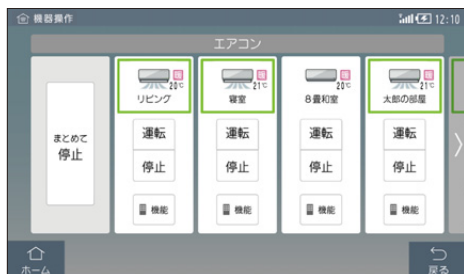 機器操作
12:10
エアコン
まとめて
停止
暖
20℃
リビング
運転
停止
機能
暖
21℃
寝室
運転
停止
機能
暖
20℃
8畳和室
運転
停止
機能
暖
21℃
太郎の部屋
運転
停止
機能
ホーム
戻る